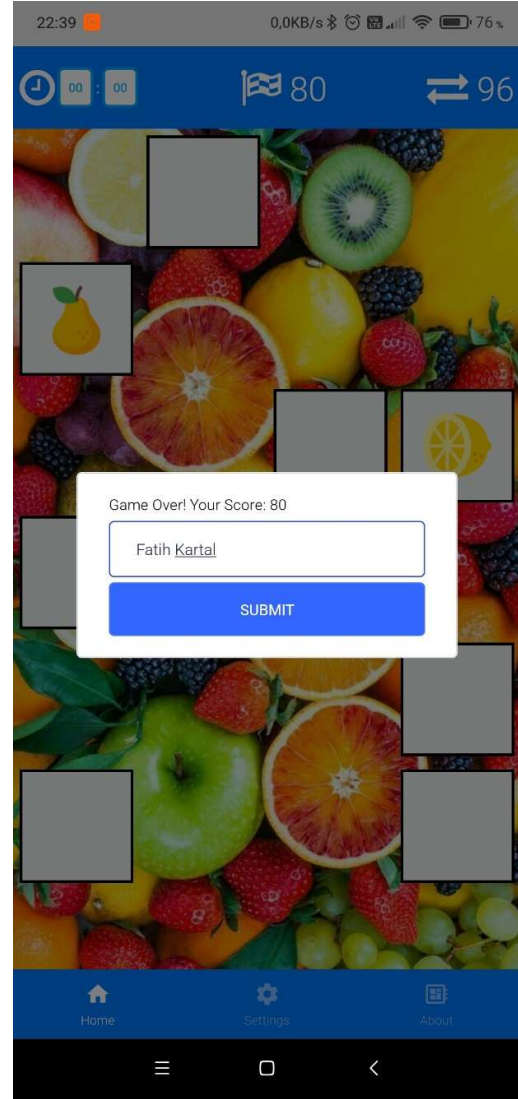 22:39 0,0KB/s 76%
00 : 00 80 96
Game Over! Your Score: 80
Fatih Kartal
SUBMIT
Home Settings About